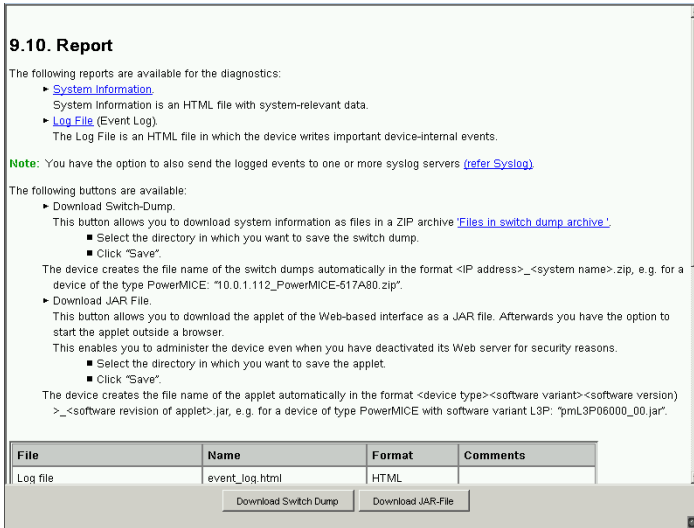 9.10. Report
The following reports are available for the diagnostics:
► System Information.
System Information is an HTML file with system-relevant data.
► Log File (Event Log).
The Log File is an HTML file in which the device writes important device-internal events.
Note: You have the option to also send the logged events to one or more syslog servers (refer Syslog).
The following buttons are available:
► Download Switch-Dump.
This button allows you to download system information as files in a ZIP archive 'Files in switch dump archive '.
■ Select the directory in which you want to save the switch dump.
■ Click "Save".
The device creates the file name of the switch dumps automatically in the format <IP address>_<system name>.zip, e.g. for a
device of the type PowerMICE: "10.0.1.112_PowerMICE-517A80.zip".
► Download JAR File.
This button allows you to download the applet of the Web-based interface as a JAR file. Afterwards you have the option to
start the applet outside a browser.
This enables you to administer the device even when you have deactivated its Web server for security reasons.
■ Select the directory in which you want to save the applet.
■ Click "Save".
The device creates the file name of the applet automatically in the format <device type><software variant><software version)
>_<software revision of applet>.jar, e.g. for a device of type PowerMICE with software variant L3P: "pmL3P06000_00.jar".
File Name Format Comments
Log file event_log.html HTML
Download Switch Dump Download JAR-File